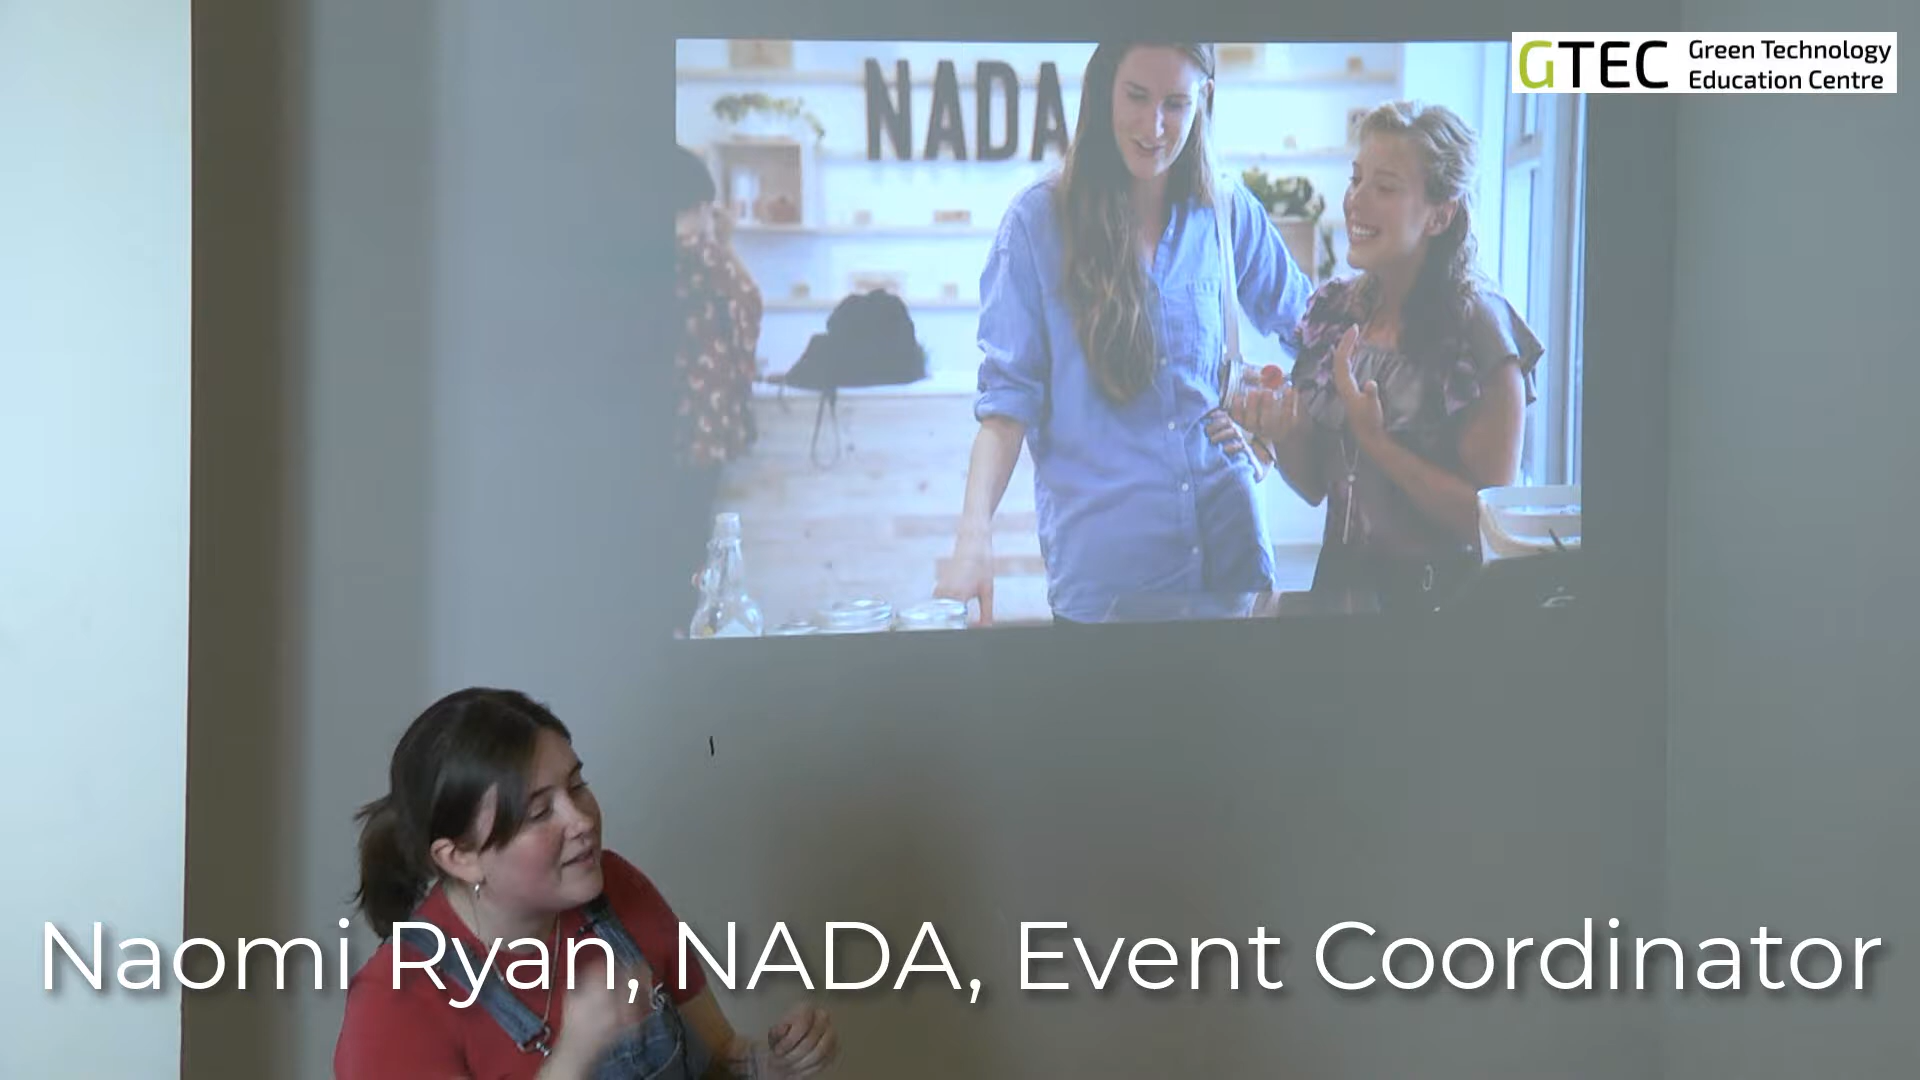 GTEC Green Technology
Education Centre
NADA
Naomi Ryan, NADA, Event Coordinator